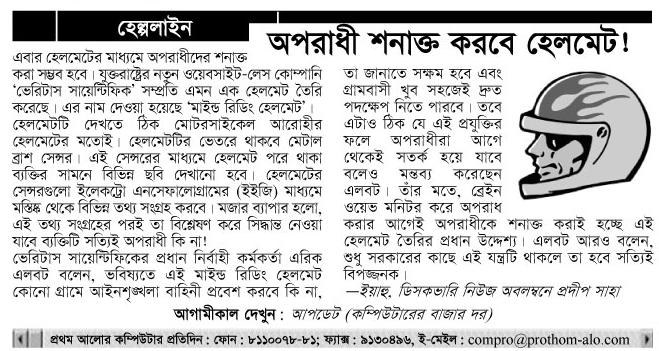 হেল্পলাইন
অপরাধী শনাক্ত করবে হেলমেট!
এবার হেলমেটের মাধ্যমে অপরাধীদের শনাক্ত
করা সম্ভব হবে। যুক্তরাষ্ট্রের নতুন ওয়েবসাইট-লেস কোম্পানি
‘ভেরিটাস সায়েন্টিফিক’ সম্প্রতি এমন এক হেলমেট তৈরি
করেছে। এর নাম দেওয়া হয়েছে ‘মাইন্ড রিডিং হেলমেট’।
হেলমেটটি দেখতে ঠিক মোটরসাইকেল আরোহীর
হেলমেটের মতোই। হেলমেটটির ভেতরে থাকবে মেটাল
ব্রাশ সেন্সর। এই সেন্সরের মাধ্যমে হেলমেট পরে থাকা
ব্যক্তির সামনে বিভিন্ন ছবি দেখানো হবে। হেলমেটের
সেন্সরগুলো ইলেকট্রো এনসেফালোগ্রামের (ইইজি) মাধ্যমে
মস্তিষ্ক থেকে বিভিন্ন তথ্য সংগ্রহ করবে। মজার ব্যাপার হলো,
এই তথ্য সংগ্রহের পরই তা বিশ্লেষণ করে সিদ্ধান্ত নেওয়া
যাবে ব্যক্তিটি সত্যিই অপরাধী কি না!
ভেরিটাস সায়েন্টিফিকের প্রধান নির্বাহী কর্মকর্তা এরিক
এলবট বলেন, ভবিষ্যতে এই মাইন্ড রিডিং হেলমেট
কোনো গ্রামে আইনশৃঙ্খলা বাহিনী প্রবেশ করবে কি না,
তা জানাতে সক্ষম হবে এবং
গ্রামবাসী খুব সহজেই দ্রুত
পদক্ষেপ নিতে পারবে। তবে
এটাও ঠিক যে এই প্রযুক্তির
ফলে অপরাধীরা আগে
থেকেই সতর্ক হয়ে যাবে
বলেও মন্তব্য করেছেন
এলবট। তাঁর মতে, ব্রেইন
ওয়েভ মনিটর করে অপরাধ
করার আগেই অপরাধীকে শনাক্ত করাই হচ্ছে এই
হেলমেট তৈরির প্রধান উদ্দেশ্য। এলবট আরও বলেন,
শুধু সরকারের কাছে এই যন্ত্রটি থাকলে তা হবে সত্যিই
বিপজ্জনক।
—ইয়াহু, ডিসকভারি নিউজ অবলম্বনে প্রদীপ সাহা
আগামীকাল দেখুন : আপডেট (কম্পিউটারের বাজার দর)
প্রথম আলোর কম্পিউটার প্রতিদিন : ফোন : ৮১১০০৭৮-৮১; ফ্যাক্স : ৯১৩০৪৯৬, ই-মেইল : compro@prothom-alo.com